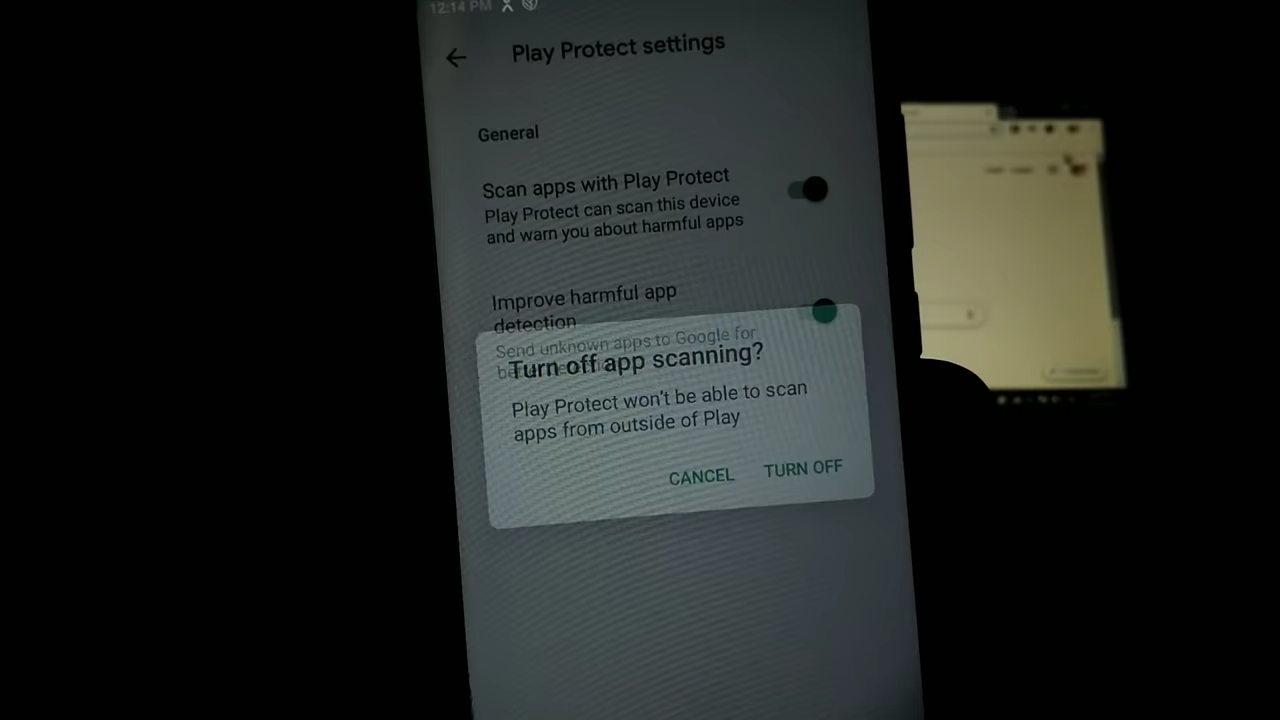 12:14 PM
Play Protect settings
General
Scan apps with Play Protect
Play Protect can scan this device
and warn you about harmful apps
Improve harmful app
detection
Send unknown apps to Google for
Turn off app scanning?
Play Protect won't be able to scan
apps from outside of Play
CANCEL TURN OFF